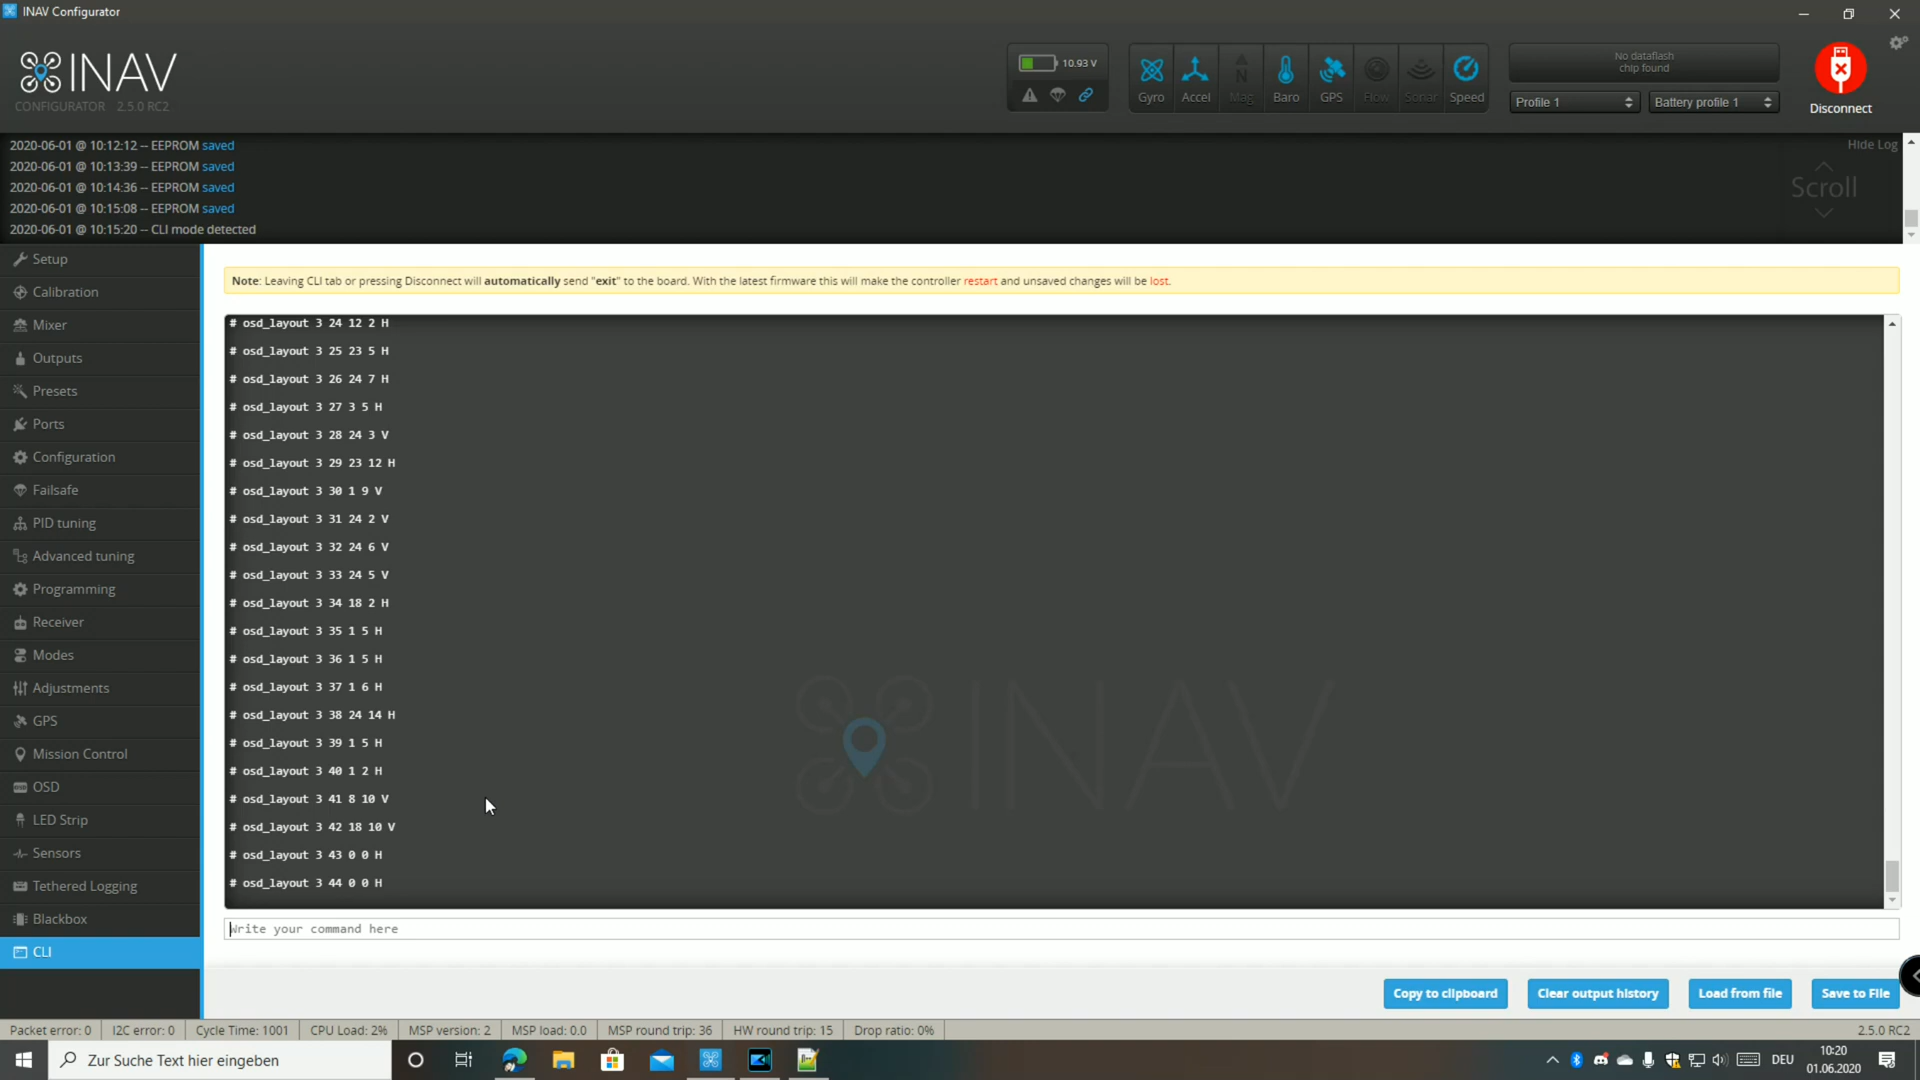 INAV Configurator
INAV
CONFIGURATOR 2.5.0 RC2
10.93 V
Gyro
Accel
Mag
Baro
GPS
Flow
Sonar
Speed
No dataflash
chip found
Profile 1
Battery profile 1
Disconnect
2020-06-01 @ 10:12:12 -- EEPROM saved
2020-06-01 @ 10:13:39 -- EEPROM saved
2020-06-01 @ 10:14:36 -- EEPROM saved
2020-06-01 @ 10:15:08 -- EEPROM saved
2020-06-01 @ 10:15:20 -- CLI mode detected
Hide Log
Scroll
Setup
Calibration
Mixer
Outputs
Presets
Ports
Configuration
Failsafe
PID tuning
Advanced tuning
Programming
Receiver
Modes
Adjustments
GPS
Mission Control
OSD
LED Strip
Sensors
Tethered Logging
Blackbox
CLI
Note: Leaving CLI tab or pressing Disconnect will automatically send "exit" to the board. With the latest firmware this will make the controller restart and unsaved changes will be lost.
# osd_layout 3 24 12 2 H
# osd_layout 3 25 23 5 H
# osd_layout 3 26 24 7 H
# osd_layout 3 27 3 5 H
# osd_layout 3 28 24 3 V
# osd_layout 3 29 23 12 H
# osd_layout 3 30 1 9 V
# osd_layout 3 31 24 2 V
# osd_layout 3 32 24 6 V
# osd_layout 3 33 24 5 V
# osd_layout 3 34 18 2 H
# osd_layout 3 35 1 5 H
# osd_layout 3 36 1 5 H
# osd_layout 3 37 1 6 H
# osd_layout 3 38 24 14 H
# osd_layout 3 39 1 5 H
# osd_layout 3 40 1 2 H
# osd_layout 3 41 8 10 V
# osd_layout 3 42 18 10 V
# osd_layout 3 43 0 0 H
# osd_layout 3 44 0 0 H
INAV
Write your command here
Copy to clipboard
Clear output history
Load from file
Save to File
Packet error: 0
I2C error: 0
Cycle Time: 1001
CPU Load: 2%
MSP version: 2
MSP load: 0.0
MSP round trip: 36
HW round trip: 15
Drop ratio: 0%
2.5.0 RC2
Zur Suche Text hier eingeben
DEU
10:20
01.06.2020